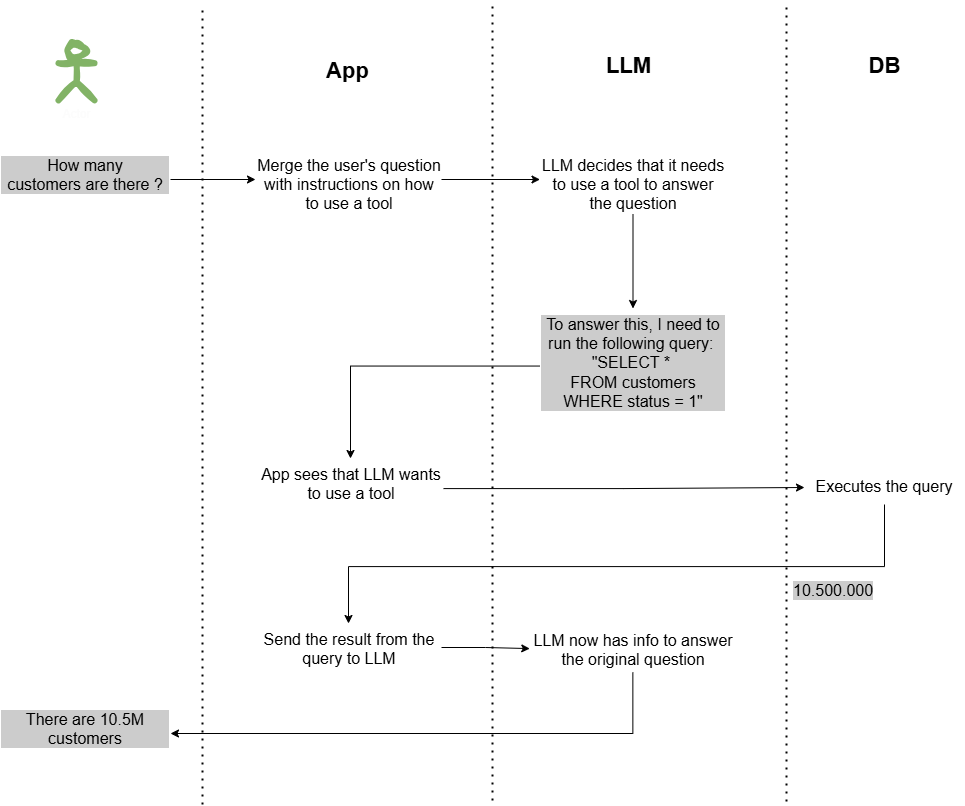 App
LLM
DB
How many
customers are there ?
Merge the user's question
with instructions on how
to use a tool
LLM decides that it needs
to use a tool to answer
the question
To answer this, I need to
run the following query:
"SELECT *
FROM customers
WHERE status = 1"
App sees that LLM wants
to use a tool
Executes the query
10.500.000
Send the result from the
query to LLM
LLM now has info to answer
the original question
There are 10.5M
customers